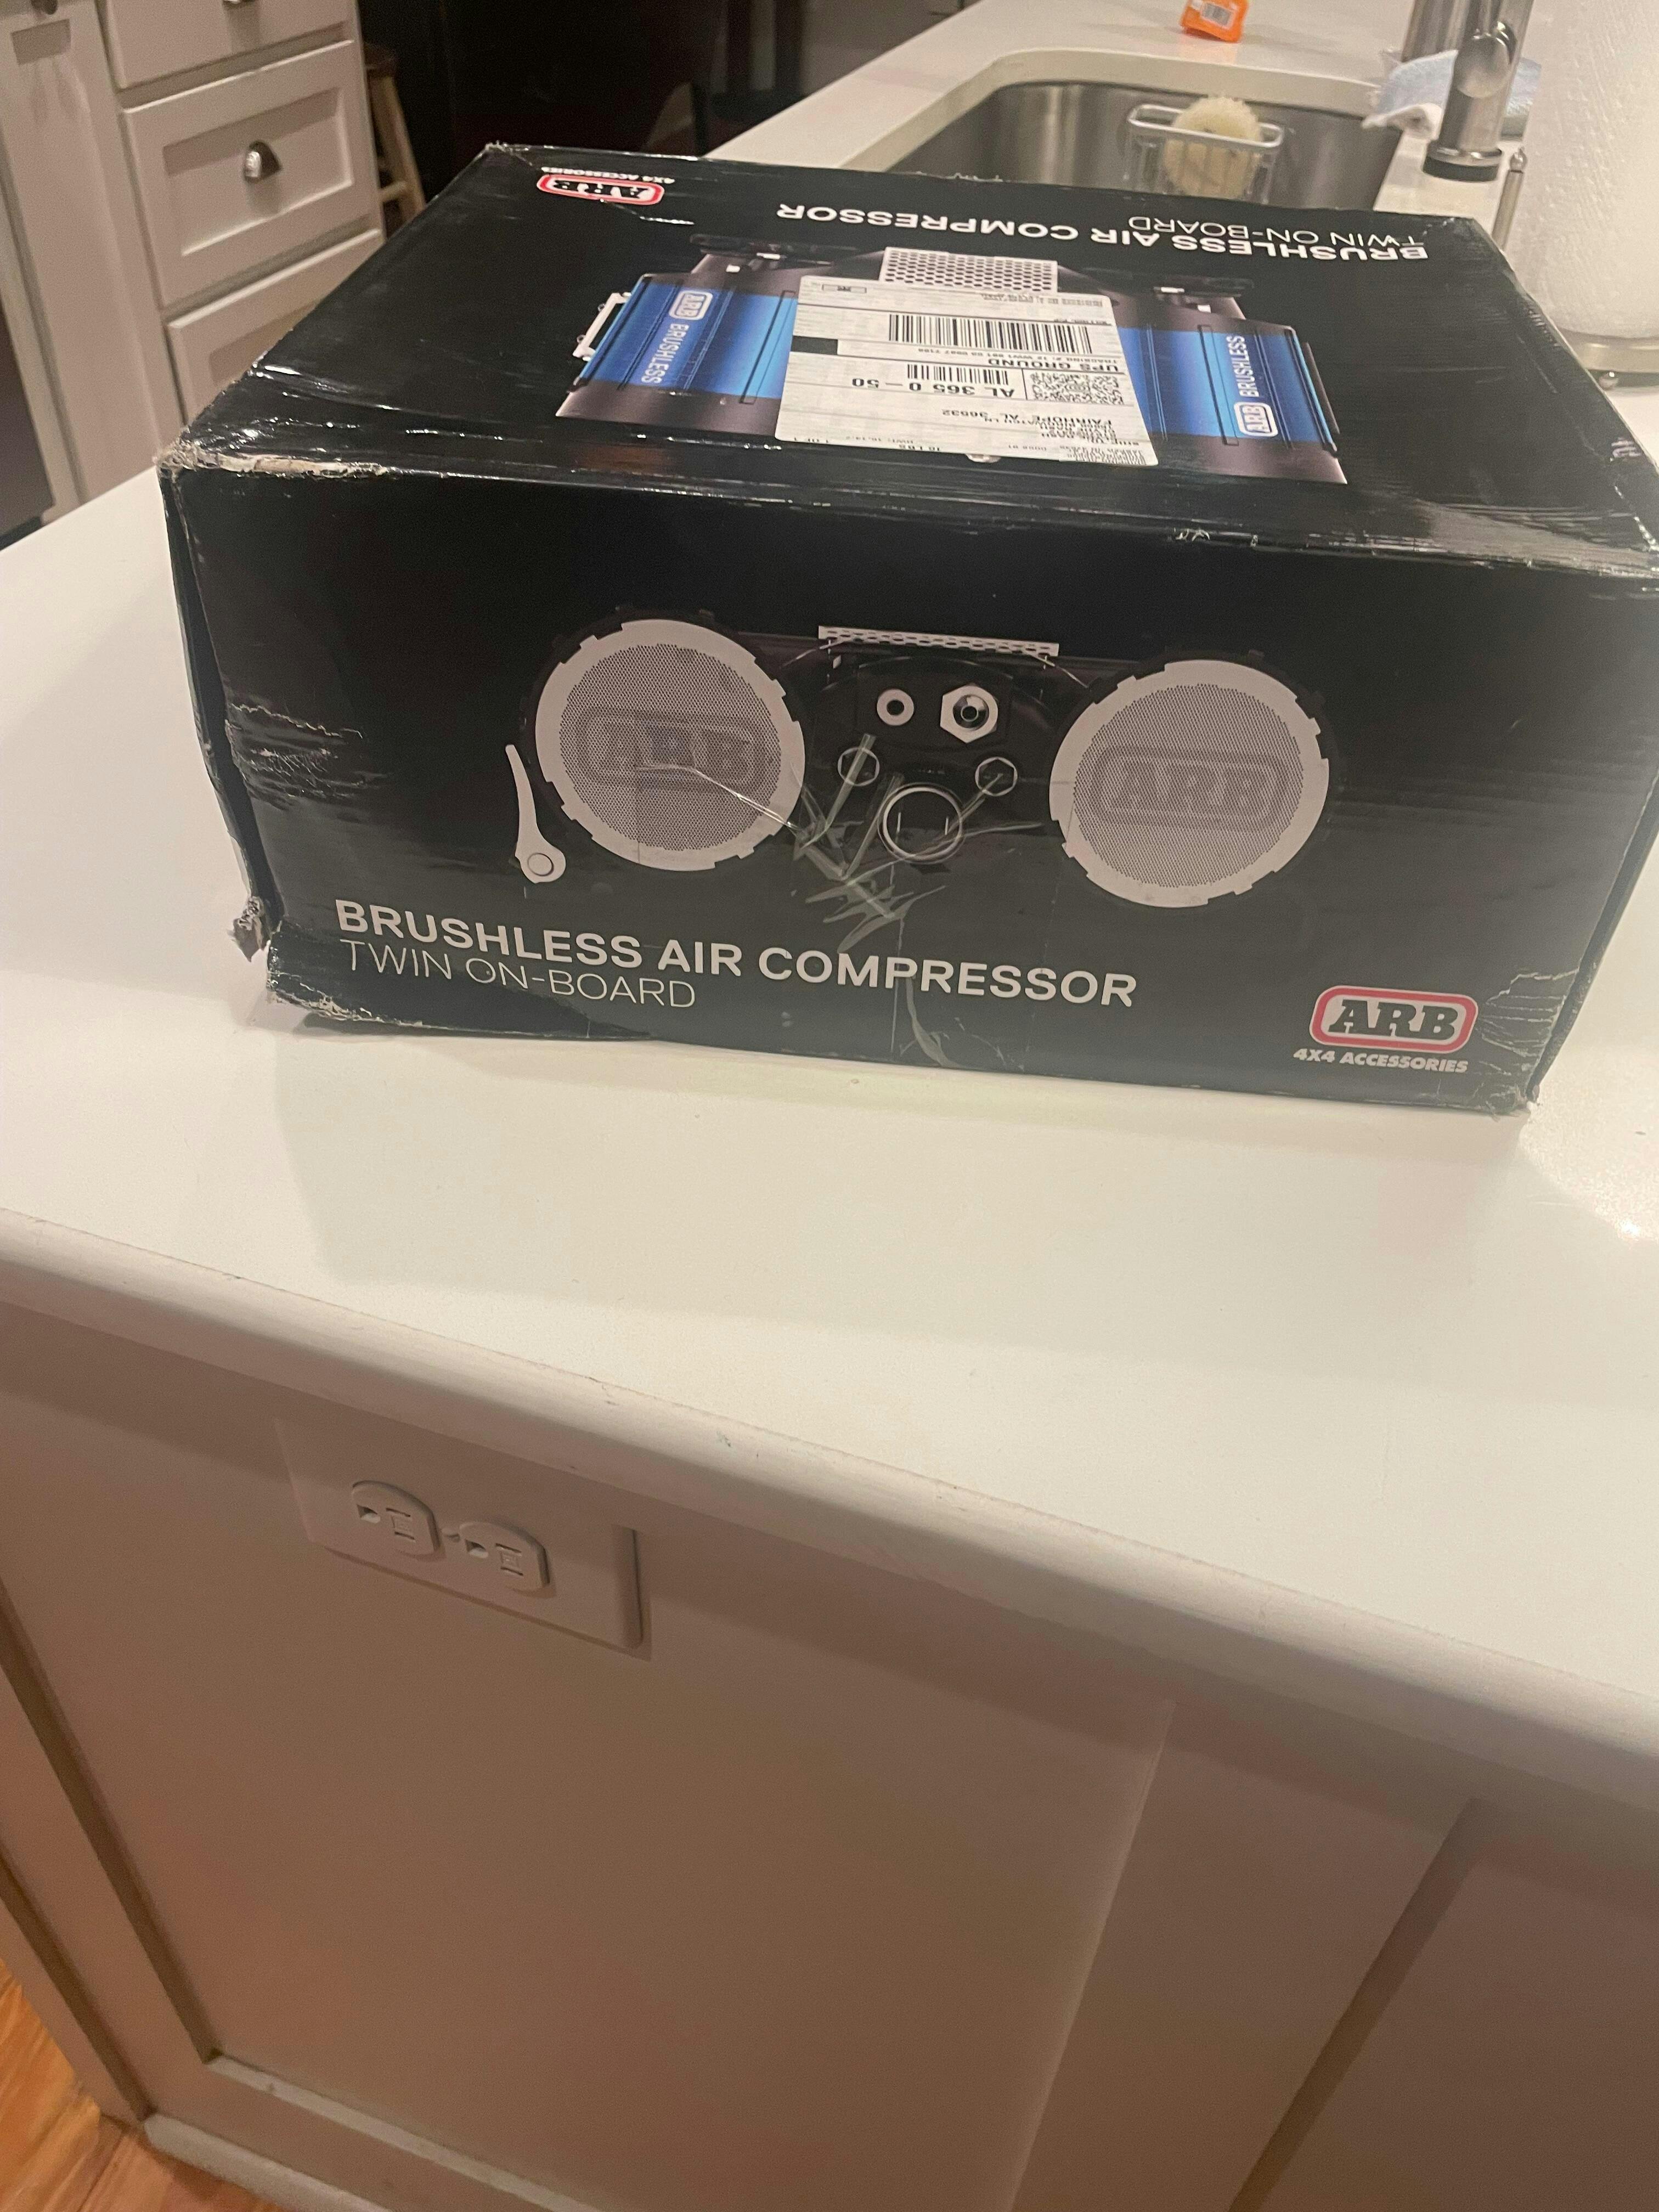 ARB
4X4 ACCESSORIES
BRUSHLESS AIR COMPRESSOR
TWIN ON-BOARD
ARB BRUSHLESS
ARB BRUSHLESS
FAIRHOPE AL 36532
AL 365 0-50
UPS GROUND
ARB
ARB
BRUSHLESS AIR COMPRESSOR
TWIN ON-BOARD
ARB
4X4 ACCESSORIES